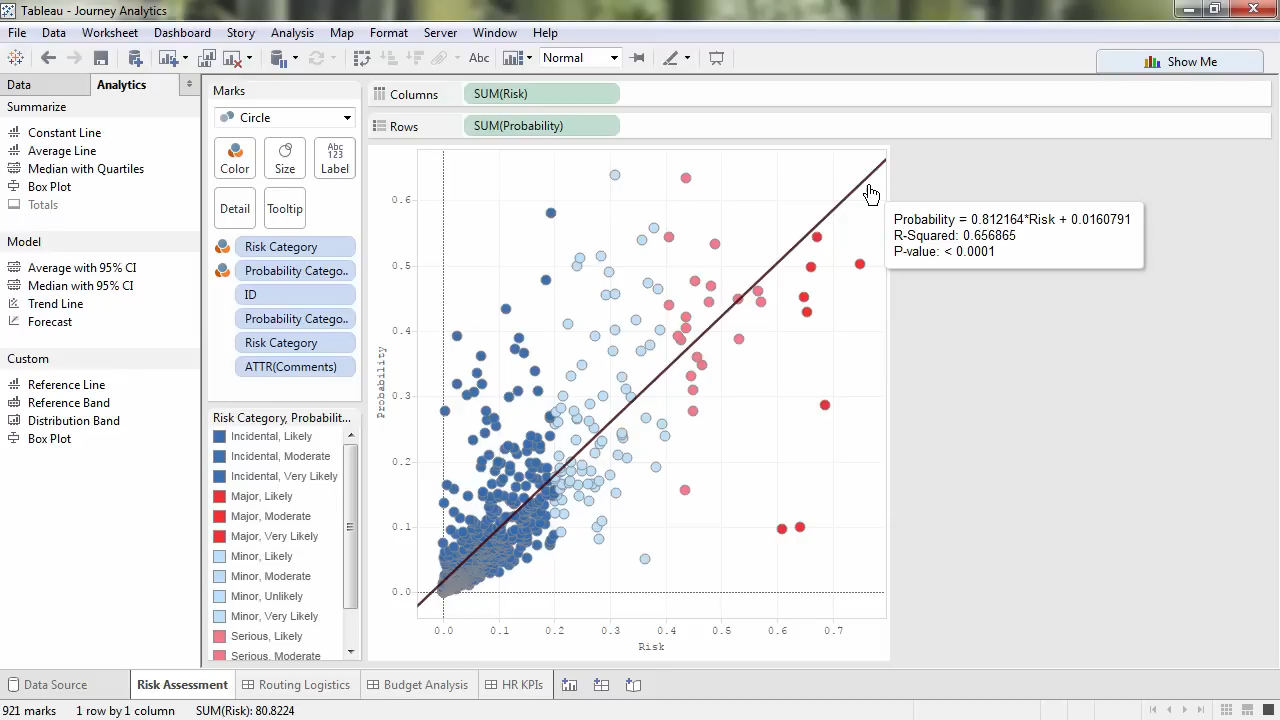 Tableau - Journey Analytics
File Data Worksheet Dashboard Story Analysis Map Format Server Window Help
Abc Normal Show Me
Data Analytics
Summarize
Constant Line
Average Line
Median with Quartiles
Box Plot
Totals
Model
Average with 95% CI
Median with 95% CI
Trend Line
Forecast
Custom
Reference Line
Reference Band
Distribution Band
Box Plot
Marks
Circle
Color Size Abc 123 Label
Detail Tooltip
Risk Category
Probability Catego..
ID
Probability Catego..
Risk Category
ATTR(Comments)
Risk Category, Probabilit...
Incidental, Likely
Incidental, Moderate
Incidental, Very Likely
Major, Likely
Major, Moderate
Major, Very Likely
Minor, Likely
Minor, Moderate
Minor, Unlikely
Minor, Very Likely
Serious, Likely
Serious, Moderate
Columns SUM(Risk)
Rows SUM(Probability)
Probability
0.6
0.5
0.4
0.3
0.2
0.1
0.0
0.0 0.1 0.2 0.3 0.4 0.5 0.6 0.7
Risk
Probability = 0.812164*Risk + 0.0160791
R-Squared: 0.656865
P-value: < 0.0001
Data Source Risk Assessment Routing Logistics Budget Analysis HR KPIs
921 marks 1 row by 1 column SUM(Risk): 80.8224